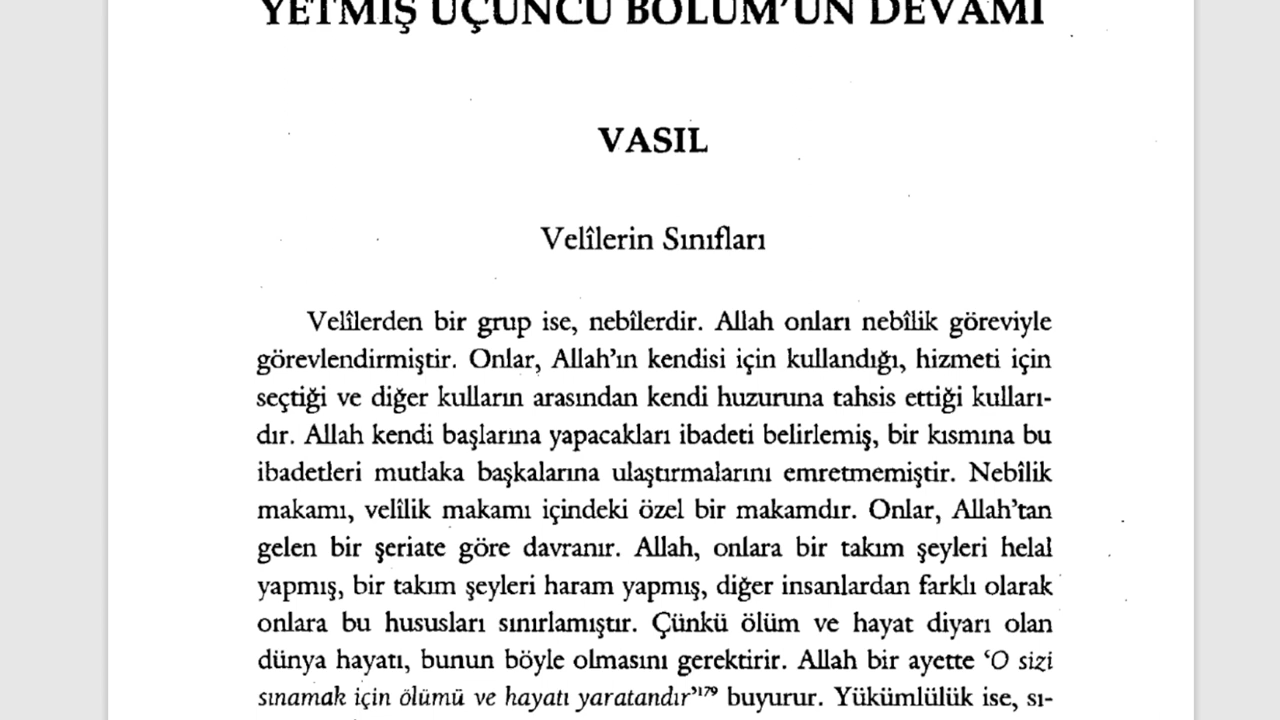 YETMİŞ ÜÇÜNCÜ BÖLÜM'ÜN DEVAMI
VASIL
Velîlerin Sınıfları
Velîlerden bir grup ise, nebîlerdir. Allah onları nebîlik göreviyle
görevlendirmiştir. Onlar, Allah'ın kendisi için kullandığı, hizmeti için
seçtiği ve diğer kulların arasından kendi huzuruna tahsis ettiği kulları-
dır. Allah kendi başlarına yapacakları ibadeti belirlemiş, bir kısmına bu
ibadetleri mutlaka başkalarına ulaştırmalarını emretmemiştir. Nebîlik
makamı, velîlik makamı içindeki özel bir makamdır. Onlar, Allah'tan
gelen bir şeriate göre davranır. Allah, onlara bir takım şeyleri helal
yapmış, bir takım şeyleri haram yapmış, diğer insanlardan farklı olarak
onlara bu hususları sınırlamıştır. Çünkü ölüm ve hayat diyarı olan
dünya hayatı, bunun böyle olmasını gerektirir. Allah bir ayette 'O sizi
sınamak için ölümü ve hayatı yaratandır'¹⁷⁹ buyurur. Yükümlülük ise, sı-